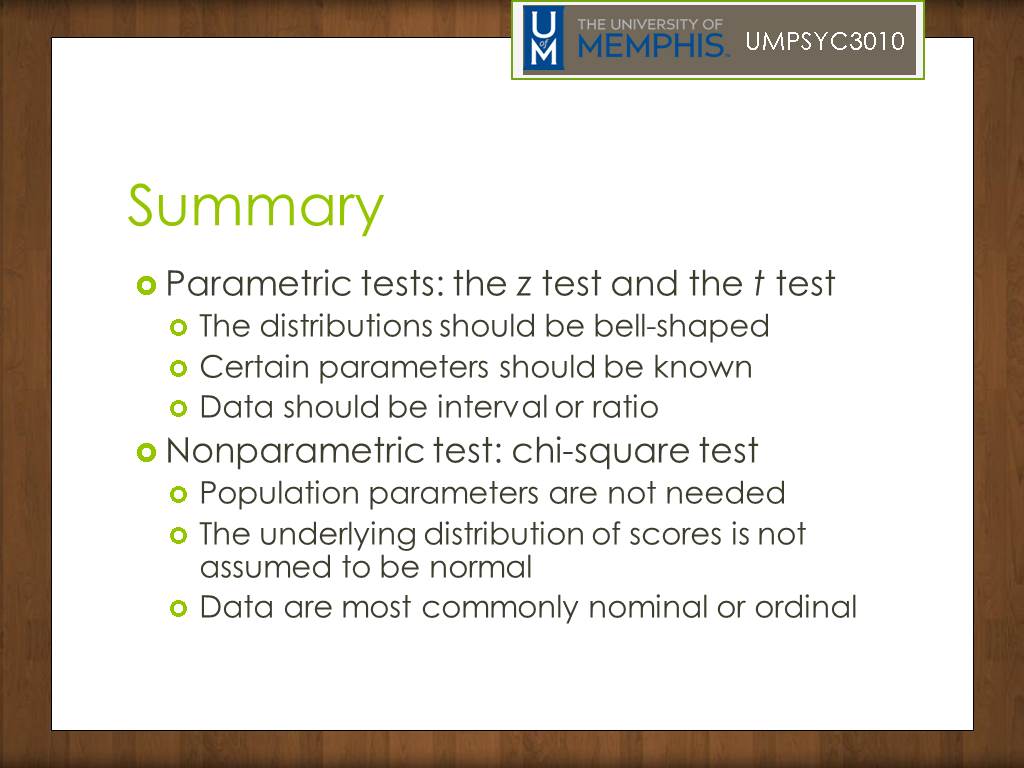 THE UNIVERSITY OF
MEMPHIS™
UMPSYC3010
U
of
M
Summary
Parametric tests: the z test and the t test
The distributions should be bell-shaped
Certain parameters should be known
Data should be interval or ratio
Nonparametric test: chi-square test
Population parameters are not needed
The underlying distribution of scores is not
assumed to be normal
Data are most commonly nominal or ordinal